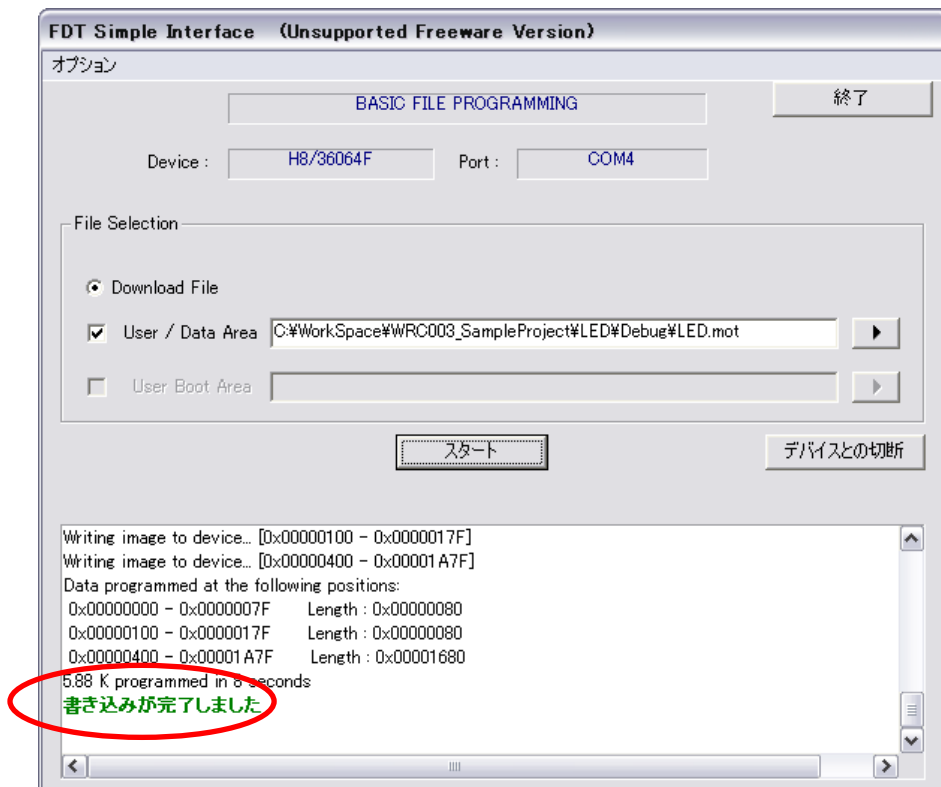 FDT Simple Interface (Unsupported Freeware Version)
オプション
BASIC FILE PROGRAMMING
終了
Device : H8/36064F Port : COM4
File Selection
Download File
User / Data Area C:¥WorkSpace¥WRC003_SampleProject¥LED¥Debug¥LED.mot
User Boot Area
スタート
デバイスとの切断
Writing image to device... [0x00000100 - 0x0000017F]
Writing image to device... [0x00000400 - 0x00001A7F]
Data programmed at the following positions:
0x00000000 - 0x0000007F Length : 0x00000080
0x00000100 - 0x0000017F Length : 0x00000080
0x00000400 - 0x00001A7F Length : 0x00001680
5.88 K programmed in 8 seconds
書き込みが完了しました